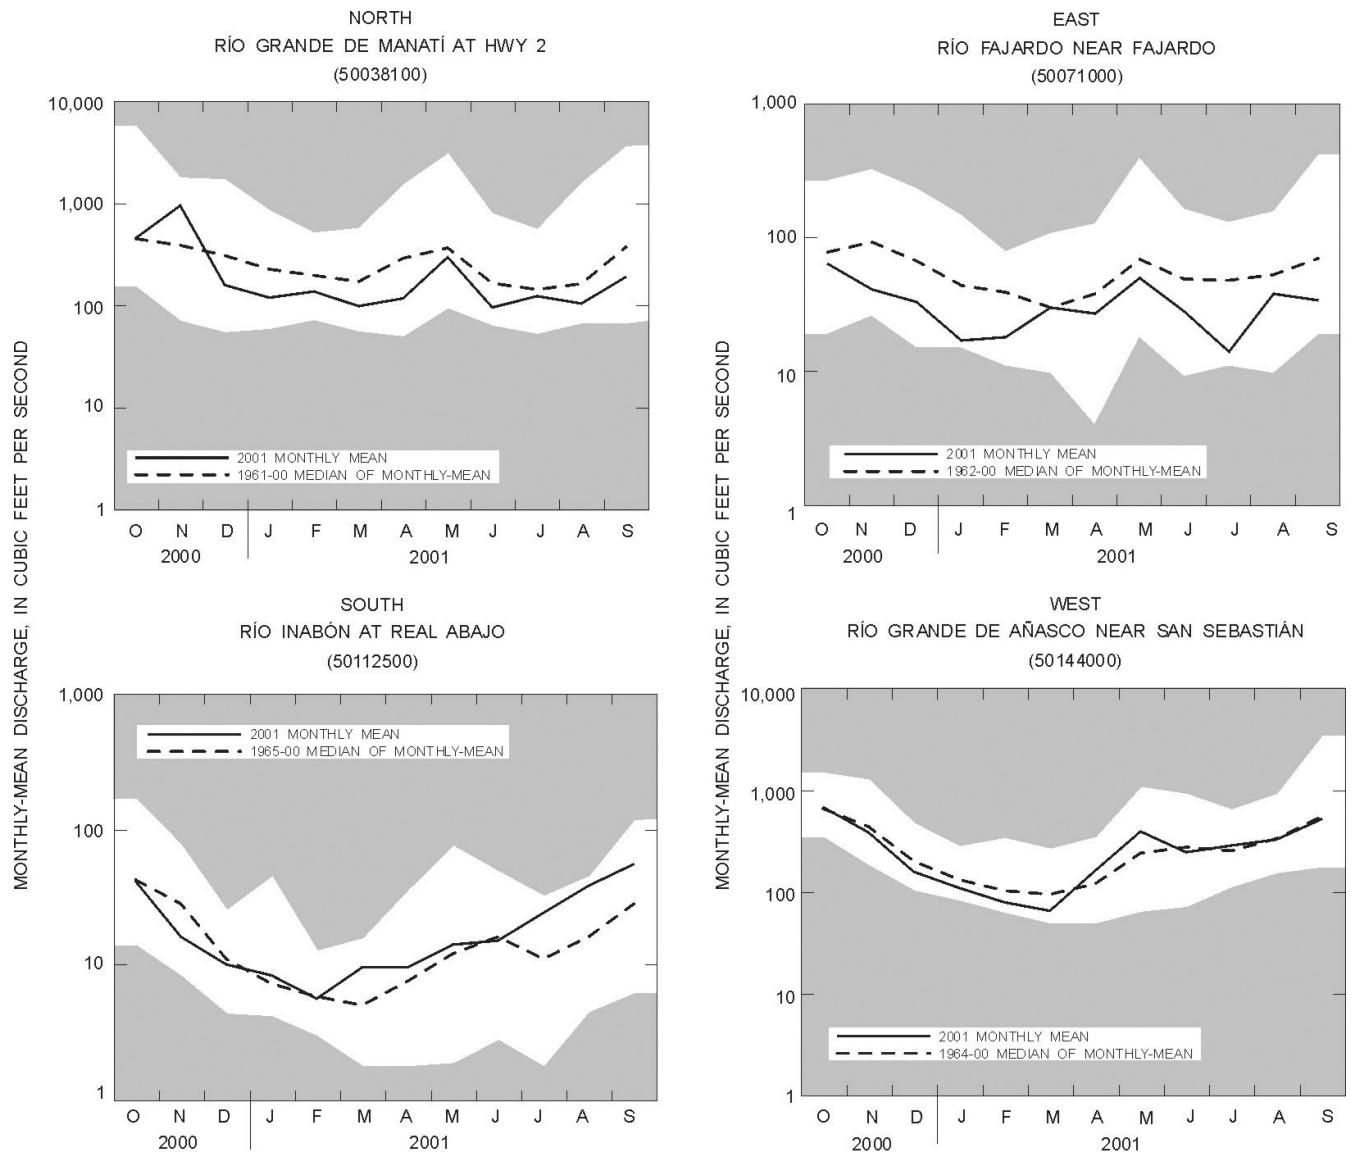 NORTH
RÍO GRANDE DE MANATÍ AT HWY 2
(50038100)
MONTHLY-MEAN DISCHARGE, IN CUBIC FEET PER SECOND
10,000
1,000
100
10
1
2001 MONTHLY MEAN
1961-00 MEDIAN OF MONTHLY-MEAN
O N D J F M A M J J A S
2000 2001
EAST
RÍO FAJARDO NEAR FAJARDO
(50071000)
MONTHLY-MEAN DISCHARGE, IN CUBIC FEET PER SECOND
1,000
100
10
1
2001 MONTHLY MEAN
1962-00 MEDIAN OF MONTHLY-MEAN
O N D J F M A M J J A S
2000 2001
SOUTH
RÍO INABÓN AT REAL ABAJO
(50112500)
1,000
100
10
1
2001 MONTHLY MEAN
1965-00 MEDIAN OF MONTHLY-MEAN
O N D J F M A M J J A S
2000 2001
WEST
RÍO GRANDE DE AÑASCO NEAR SAN SEBASTIÁN
(50144000)
10,000
1,000
100
10
1
2001 MONTHLY MEAN
1964-00 MEDIAN OF MONTHLY-MEAN
O N D J F M A M J J A S
2000 2001